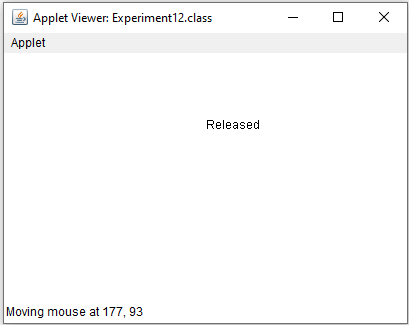 Applet Viewer: Experiment12.class
Applet
Released
Moving mouse at 177, 93